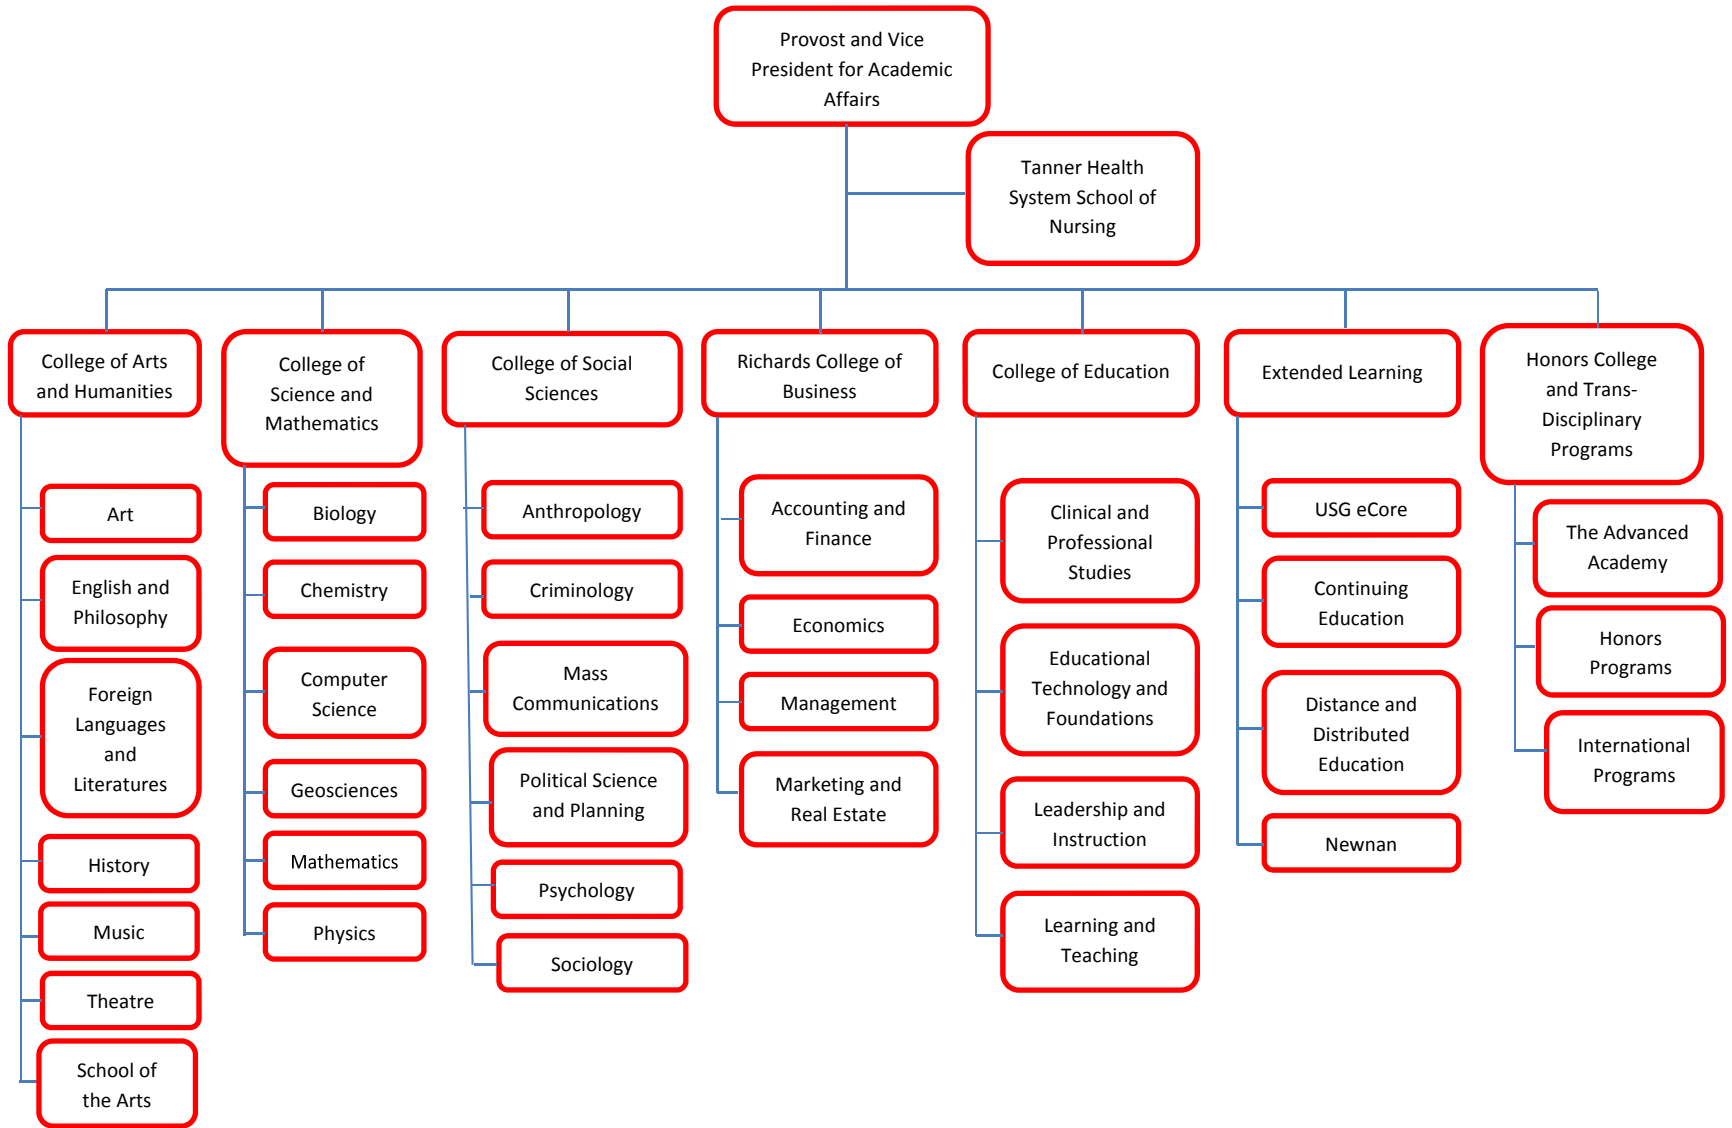 Provost and Vice
President for Academic
Affairs
Tanner Health
System School of
Nursing
College of Arts
and Humanities
Art
English and
Philosophy
Foreign
Languages
and
Literatures
History
Music
Theatre
School of
the Arts
College of
Science and
Mathematics
Biology
Chemistry
Computer
Science
Geosciences
Mathematics
Physics
College of Social
Sciences
Anthropology
Criminology
Mass
Communications
Political Science
and Planning
Psychology
Sociology
Richards College of
Business
Accounting and
Finance
Economics
Management
Marketing and
Real Estate
College of Education
Clinical and
Professional
Studies
Educational
Technology and
Foundations
Leadership and
Instruction
Learning and
Teaching
Extended Learning
USG eCore
Continuing
Education
Distance and
Distributed
Education
Newnan
Honors College
and Trans-
Disciplinary
Programs
The Advanced
Academy
Honors
Programs
International
Programs